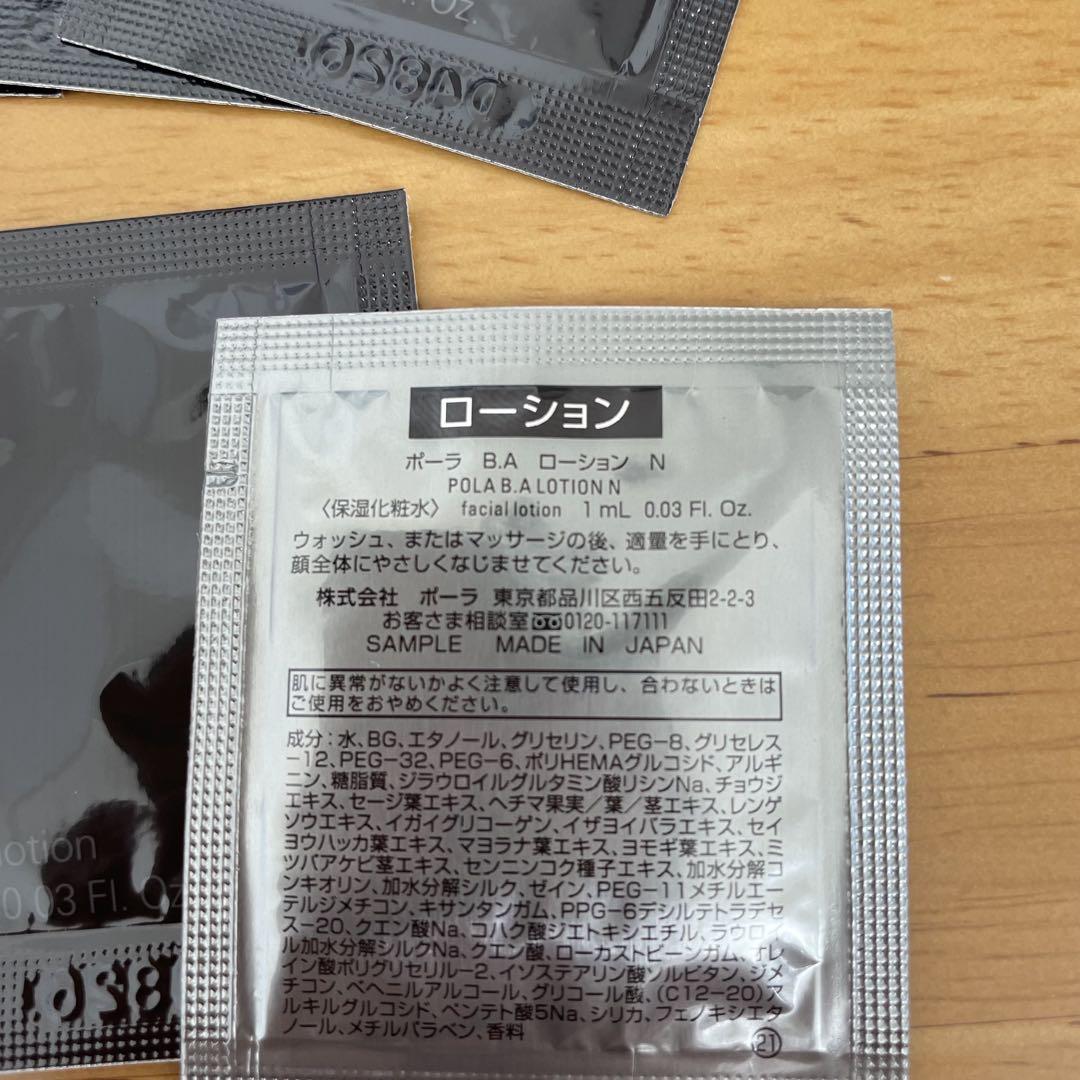 l. Oz.
ローション
ポーラ B.A ローション N
POLA B.A LOTION N
〈保湿化粧水〉 facial lotion 1 mL 0.03 Fl. Oz.
ウォッシュ、またはマッサージの後、適量を手にとり、
顔全体にやさしくなじませてください。
株式会社 ポーラ 東京都品川区西五反田2-2-3
お客さま相談室 0120-117111
SAMPLE MADE IN JAPAN
肌に異常がないかよく注意して使用し、合わないときは
ご使用をおやめください。
成分:水、BG、エタノール、グリセリン、PEG-8、グリセレス
-12、PEG-32、PEG-6、ポリHEMAグルコシド、アルギ
ニン、糖脂質、ジラウロイルグルタミン酸リシンNa、チョウジ
エキス、セージ葉エキス、ヘチマ果実/葉/茎エキス、レンゲ
ソウエキス、イガイグリコーゲン、イザヨイバラエキス、セイ
ヨウハッカ葉エキス、マヨラナ葉エキス、ヨモギ葉エキス、ミ
ツバアケビ茎エキス、センニンコク種子エキス、加水分解コ
ンキオリン、加水分解シルク、ゼイン、PEG-11メチルエー
テルジメチコン、キサンタンガム、PPG-6デシルテトラデセ
ス-20、クエン酸Na、コハク酸ジエトキシエチル、ラウロイ
ル加水分解シルクNa、クエン酸、ローカストビーンガム、オレ
イン酸ポリグリセリル-2、イソステアリン酸ソルビタン、ジメ
チコン、ベヘニルアルコール、グリコール酸、(C12-20)ア
ルキルグルコシド、ペンテト酸5Na、シリカ、フェノキシエタ
ノール、メチルパラベン、香料
21
lotion
0.03 Fl. Oz